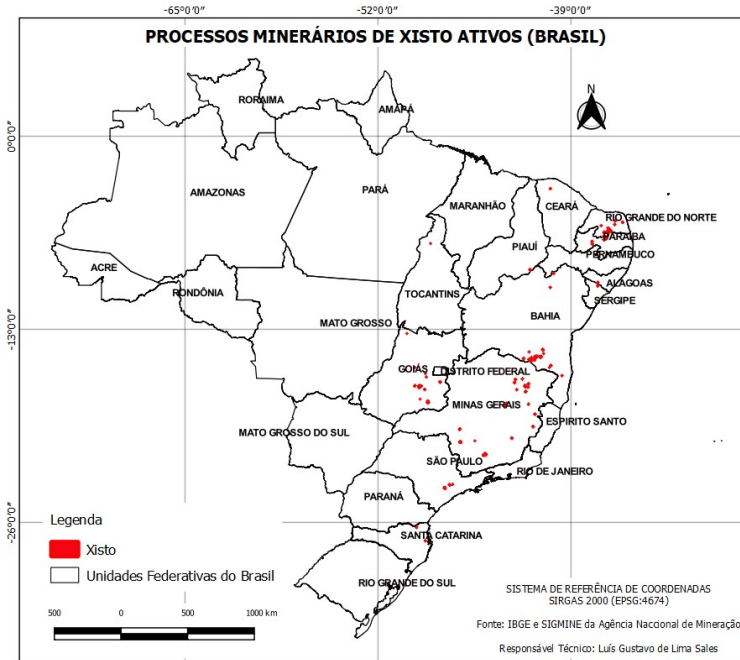 -65°0'0"
-52°0'0"
-39°0'0"
PROCESSOS MINERÁRIOS DE XISTO ATIVOS (BRASIL)
N
RORAIMA
AMAPÁ
0°0'0"
AMAZONAS
PARÁ
MARANHÃO
CEARÁ
RIO GRANDE DO NORTE
PARAÍBA
PIAUÍ
PERNAMBUCO
ACRE
RONDÔNIA
TOCANTINS
ALAGOAS
SERGIPE
BAHIA
MATO GROSSO
-13°0'0"
GOIÁS
DISTRITO FEDERAL
MINAS GERAIS
ESPIRITO SANTO
MATO GROSSO DO SUL
SÃO PAULO
RIO DE JANEIRO
PARANÁ
-26°0'0"
SANTA CATARINA
RIO GRANDE DO SUL
Legenda
Xisto
Unidades Federativas do Brasil
500 0 500 1000 km
SISTEMA DE REFERÊNCIA DE COORDENADAS
SIRGAS 2000 (EPSG:4674)
Fonte: IBGE e SIGMINE da Agência Naccional de Mineração
Responsável Técnico: Luís Gustavo de Lima Sales